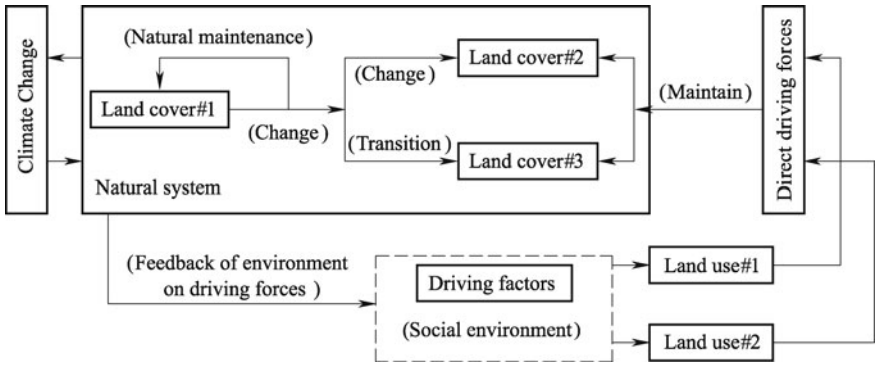 Climate Change
(Natural maintenance)
Land cover#1
(Change)
(Change)
(Transition)
Land cover#2
Land cover#3
Natural system
(Maintain)
Direct driving forces
(Feedback of environment
on driving forces )
Driving factors
(Social environment)
Land use#1
Land use#2